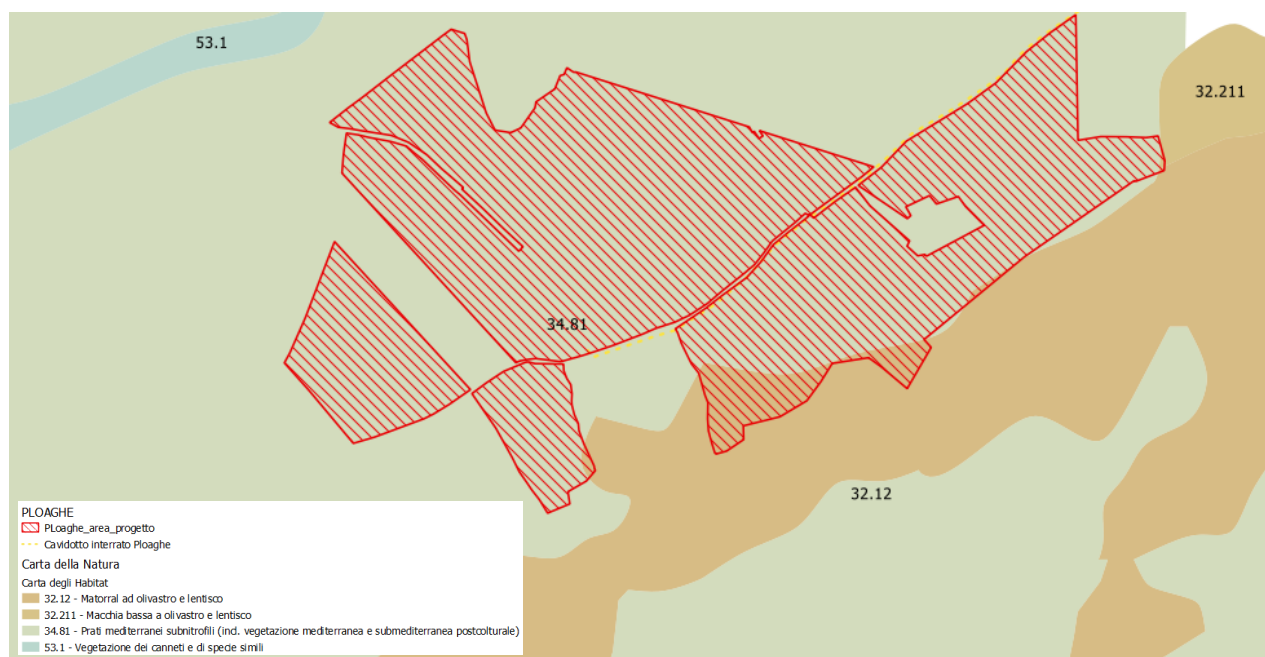 53.1
32.211
34.81
32.12
PLOAGHE
PLoaghe_area_progetto
Cavidotto interrato Ploaghe
Carta della Natura
Carta degli Habitat
32.12 - Matorral ad olivastro e lentisco
32.211 - Macchia bassa a olivastro e lentisco
34.81 - Prati mediterranei subnitrofili (incl. vegetazione mediterranea e submediterranea postcolturale)
53.1 - Vegetazione dei canneti e di specie simili